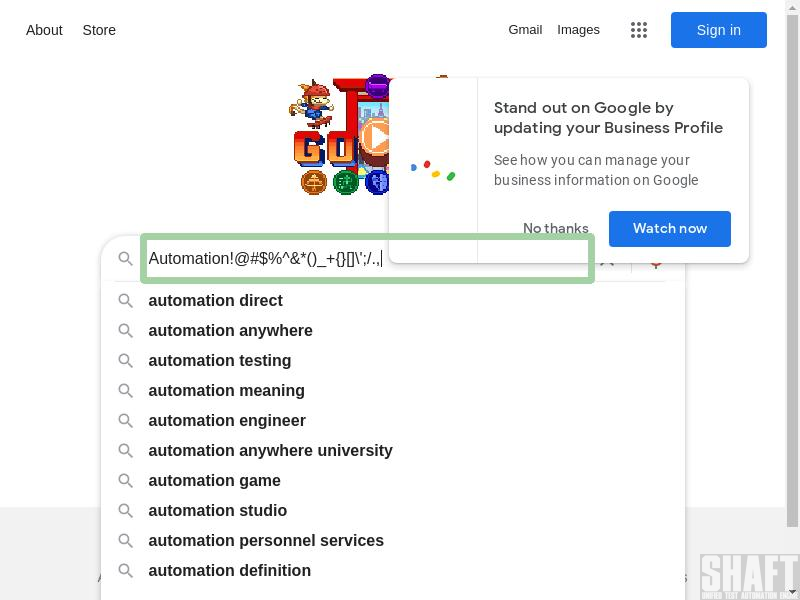 About Store Gmail Images Sign in
GO
Stand out on Google by
updating your Business Profile
See how you can manage your
business information on Google
No thanks Watch now
Automation!@#$%^&*()_+{}[]\';/.,
automation direct
automation anywhere
automation testing
automation meaning
automation engineer
automation anywhere university
automation game
automation studio
automation personnel services
automation definition
SHAFT